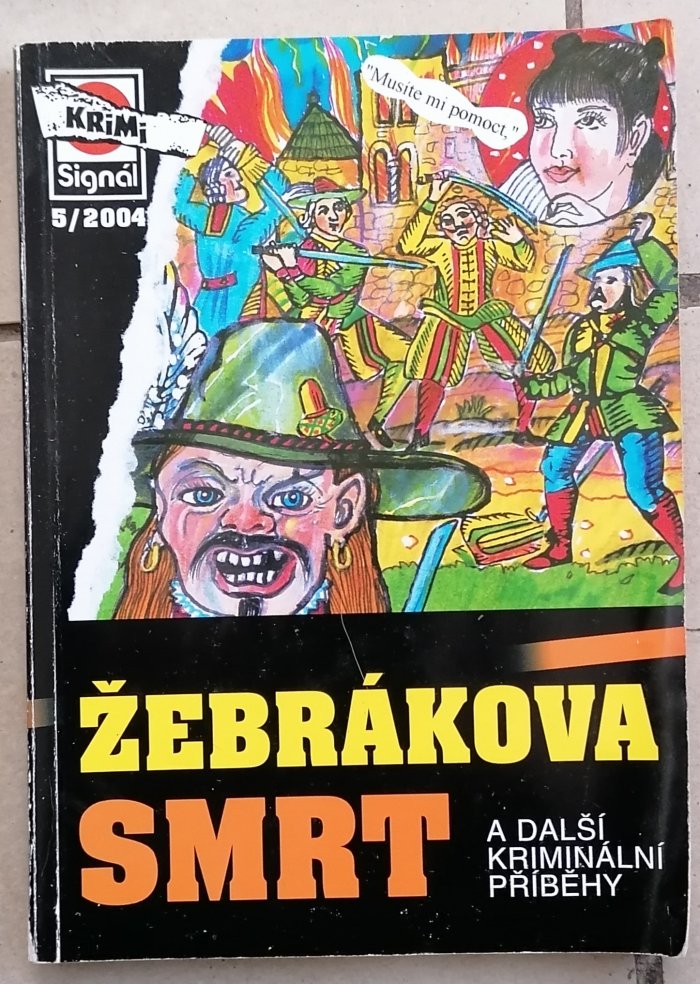 KRiMi
Signál
5/2004
"Musíte mi pomoct,"
ŽEBRÁKOVA
SMRT
A DALŠÍ
KRIMINÁLNÍ
PŘÍBĚHY